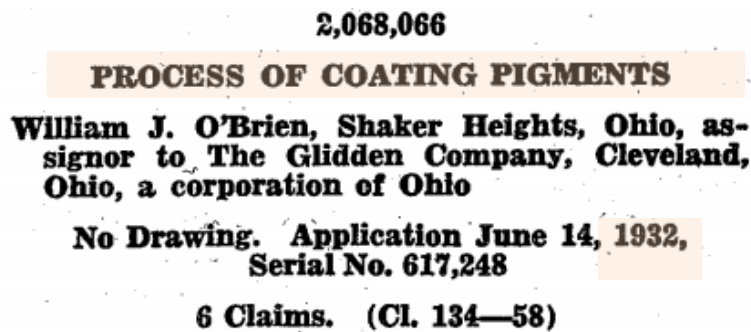 2,068,066
PROCESS OF COATING PIGMENTS
William J. O'Brien, Shaker Heights, Ohio, as-
signor to The Glidden Company, Cleveland,
Ohio, a corporation of Ohio
No Drawing. Application June 14, 1932,
Serial No. 617,248
6 Claims. (Cl. 134—58)